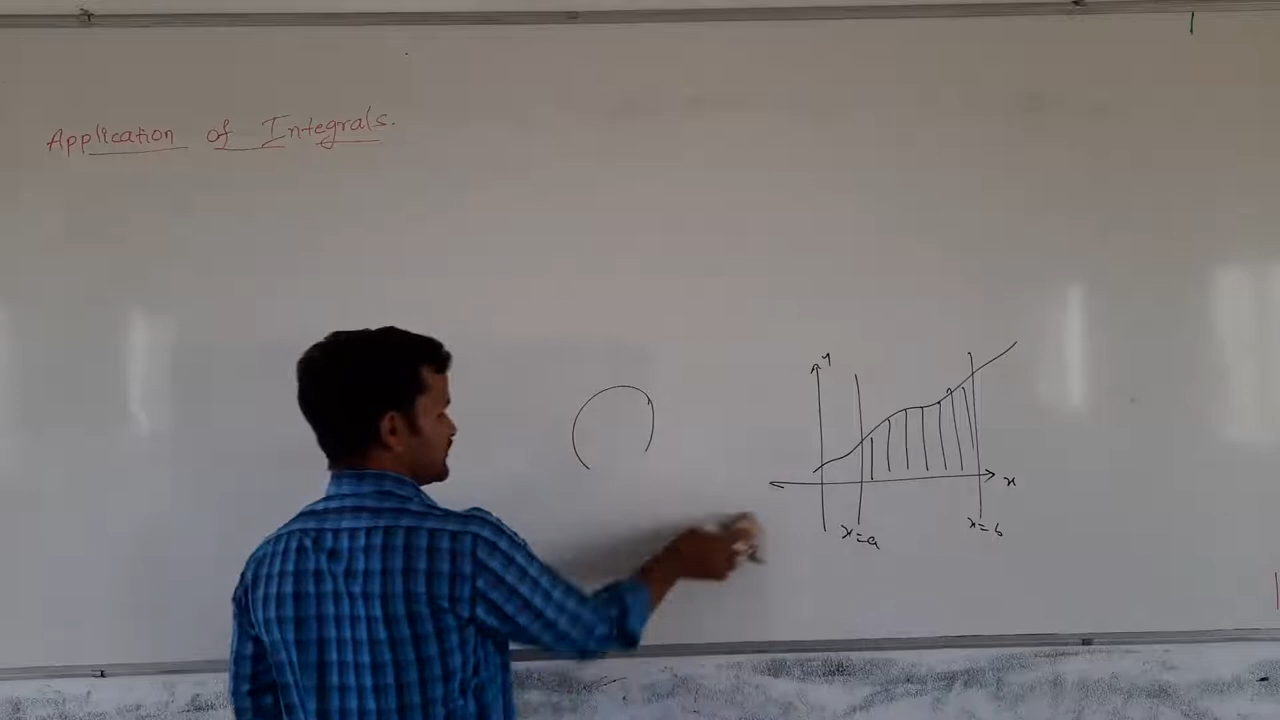 Application of Integrals.
y
x
x=a
x=b